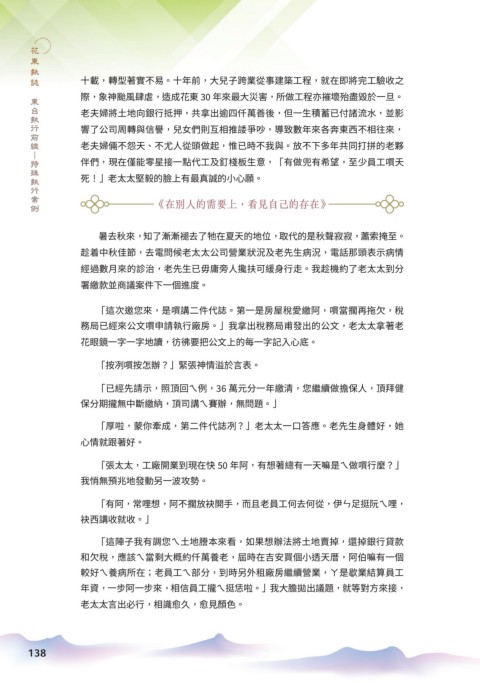 花東執誌
東台執行前線—特殊執行案例
十載，轉型著實不易。十年前，大兒子跨業從事建築工程，就在即將完工驗收之
際，象神颱風肆虐，造成花東 30 年來最大災害，所做工程亦摧壞殆盡毀於一旦。
老夫婦將土地向銀行抵押，共拿出逾四仟萬善後，但一生積蓄已付諸流水，並影
響了公司周轉與信譽，兒女們則互相推諉爭吵，導致數年來各奔東西不相往來，
老夫婦倆不怨天、不尤人從頭做起，惟已時不我與。放不下多年共同打拼的老夥
伴們，現在僅能零星接一點代工及釘棧板生意，「有做兜有希望，至少員工嗔夭
死！」老太太堅毅的臉上有最真誠的小心願。
《在別人的需要上，看見自己的存在》
暑去秋來，知了漸漸褪去了牠在夏天的地位，取代的是秋聲寂寂，蕭索掩至。
趁著中秋佳節，去電問候老太太公司營業狀況及老先生病況，電話那頭表示病情
經過數月來的診治，老先生已毋庸旁人攙扶可緩身行走。我趁機約了老太太到分
署繳款並商議案件下一個進度。
「這次邀您來，是嗔講二件代誌。第一是房屋稅愛繳阿，嗔當擱再拖欠，稅
務局已經來公文嗔申請執行廠房。」我拿出稅務局甫發出的公文，老太太拿著老
花眼鏡一字一字地讀，彷彿要把公文上的每一字記入心底。
「按冽嗔按怎辦？」緊張神情溢於言表。
「已經先請示，照頂回ㄟ例，36 萬元分一年繳清，您繼續做擔保人，頂拜健
保分期攏無中斷繳納，頂司講ㄟ賽辦，無問題。」
「厚啦，蒙你牽成，第二件代誌冽？」老太太一口答應。老先生身體好，她
心情就跟著好。
「張太太，工廠開業到現在快 50 年阿，有想著總有一天嘛是ㄟ做嗔行麼？」
我悄無預兆地發動另一波攻勢。
「有阿，常哩想，阿不擱放袂開手，而且老員工何去何從，伊ㄣ足挺阮ㄟ哩，
袂西講收就收。」
「這陣子我有調您ㄟ土地謄本來看，如果想辦法將土地賣掉，還掉銀行貸款
和欠稅，應該ㄟ當剩大概約仟萬養老，屆時在吉安買個小透天厝，阿伯嘛有一個
較好ㄟ養病所在；老員工ㄟ部分，到時另外租廠房繼續營業，ㄚ是歇業結算員工
年資，一步阿一步來，相信員工攏ㄟ挺恁啦。」我大膽拋出議題，就等對方來接，
老太太言出必行，相識愈久，愈見顏色。
138